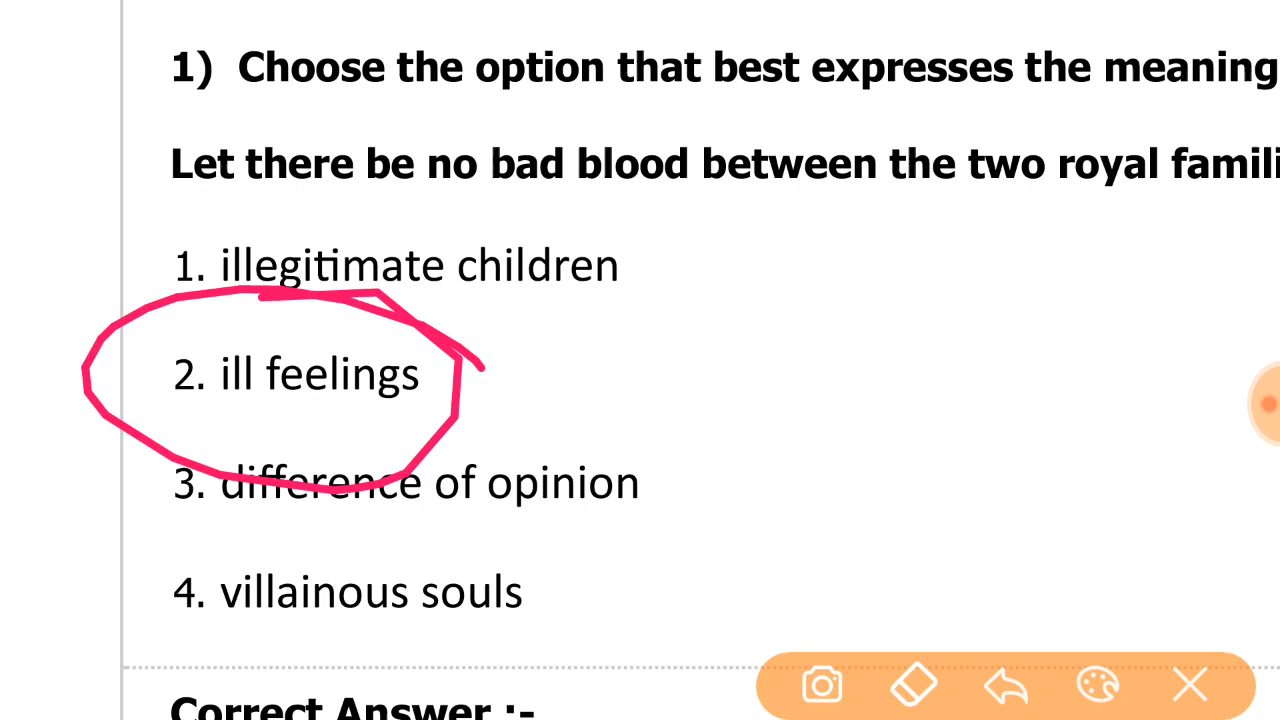 1) Choose the option that best expresses the meaning
Let there be no bad blood between the two royal
1. illegitimate children
2. ill feelings
3. difference of opinion
4. villainous souls
Correct Answer :-